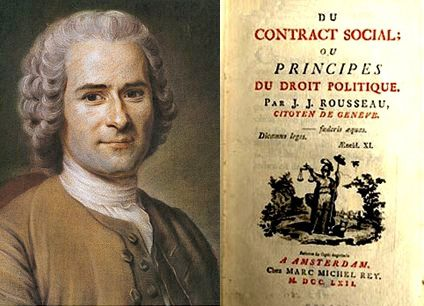 DU
CONTRACT SOCIAL;
OU
PRINCIPES
DU DROIT POLITIQUE.
PAR J. J. ROUSSEAU,
CITOYEN DE GENEVE.
fœderis æquas.
Dicamus leges.
Æneid. XI.
A AMSTERDAM,
Chez MARC MICHEL REY.
M. DCC LXII.